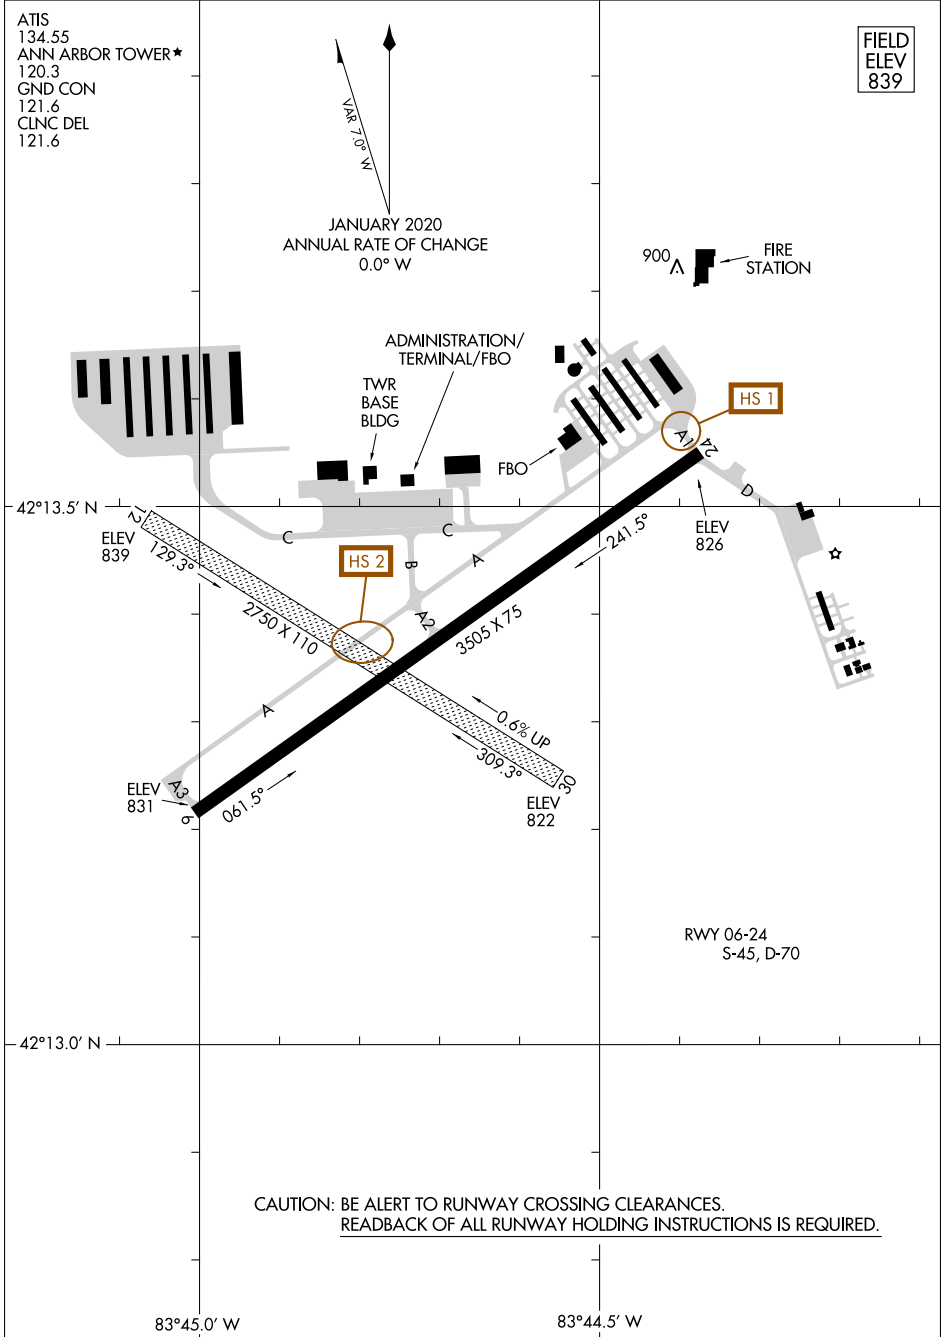 ATIS
134.55
ANN ARBOR TOWER★
120.3
GND CON
121.6
CLNC DEL
121.6
FIELD
ELEV
839
VAR 7.0° W
JANUARY 2020
ANNUAL RATE OF CHANGE
0.0° W
900
FIRE
STATION
ADMINISTRATION/
TERMINAL/FBO
TWR
BASE
BLDG
HS 1
FBO
A1
24
D
42°13.5' N
12
ELEV
839
129.3°
C
C
HS 2
B
A
241.5°
ELEV
826
2750 X 110
A2
3505 X 75
A
0.6% UP
309.3°
30
ELEV
822
ELEV
831
A3
6
061.5°
RWY 06-24
S-45, D-70
42°13.0' N
CAUTION: BE ALERT TO RUNWAY CROSSING CLEARANCES.
READBACK OF ALL RUNWAY HOLDING INSTRUCTIONS IS REQUIRED.
83°45.0' W
83°44.5' W